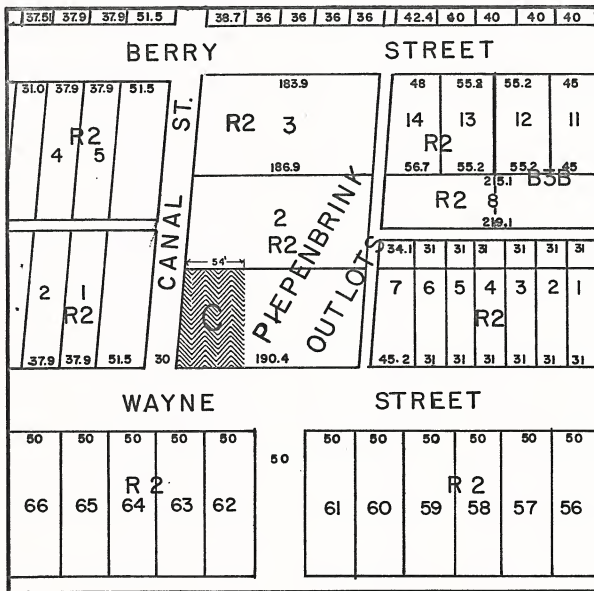 37.51 37.9 37.9 51.5 38.7 36 36 36 36 42.4 60 40 40 40 40
BERRY STREET
31.0 37.9 37.9 51.5 183.9 48 55.2 55.2 45
ST.
R2 3 14 13 12 11
R2 R2
4 5
186.9 56.7 55.2 55.2 45
215.1 B3B
R2 8
219.1
2
R2
CANAL
PIEPENBRINK
OUTLOTS
54' 34.1 31 31 31 31 31 31
2 1 7 6 5 4 3 2 1
R2 C R2
37.9 37.9 51.5 30 190.4 45.2 31 31 31 31 31 31
WAYNE STREET
50 50 50 50 50 50 50 50 50 50 50
50
R2 R2
66 65 64 63 62 61 60 59 58 57 56